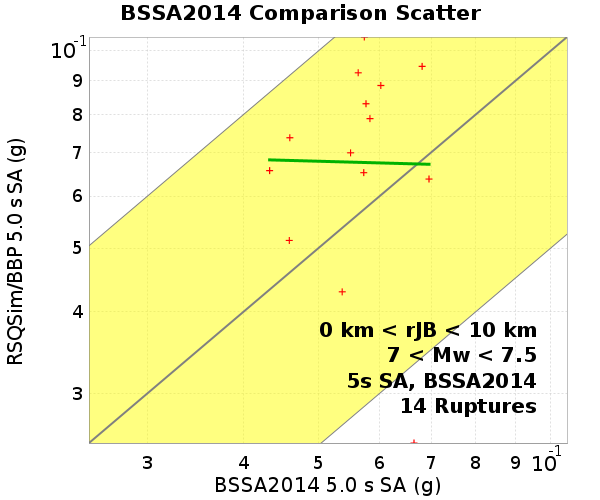 BSSA2014 Comparison Scatter
RSQSim/BBP 5.0 s SA (g)
10-1
9
8
7
6
5
4
3
0 km < rJB < 10 km
7 < Mw < 7.5
5s SA, BSSA2014
14 Ruptures
3 4 5 6 7 8 9 10-1
BSSA2014 5.0 s SA (g)